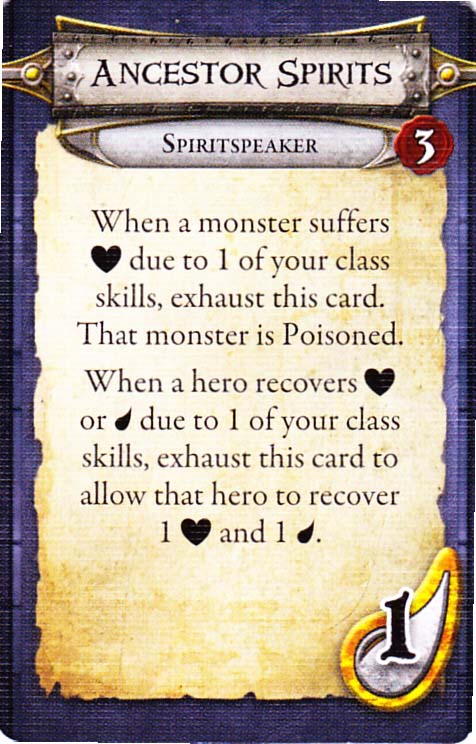 Ancestor Spirits
Spiritspeaker
3
When a monster suffers
♥ due to 1 of your class
skills, exhaust this card.
That monster is Poisoned.
When a hero recovers ♥
or 💧 due to 1 of your class
skills, exhaust this card to
allow that hero to recover
1 ♥ and 1 💧.
1